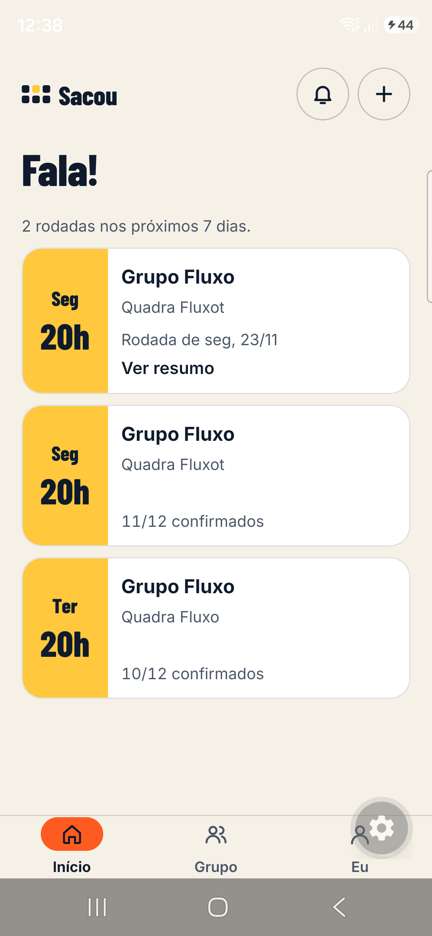 12:38
44
Sacou
Fala!
2 rodadas nos próximos 7 dias.
Seg
20h
Grupo Fluxo
Quadra Fluxot
Rodada de seg, 23/11
Ver resumo
Seg
20h
Grupo Fluxo
Quadra Fluxot
11/12 confirmados
Ter
20h
Grupo Fluxo
Quadra Fluxo
10/12 confirmados
Início
Grupo
Eu